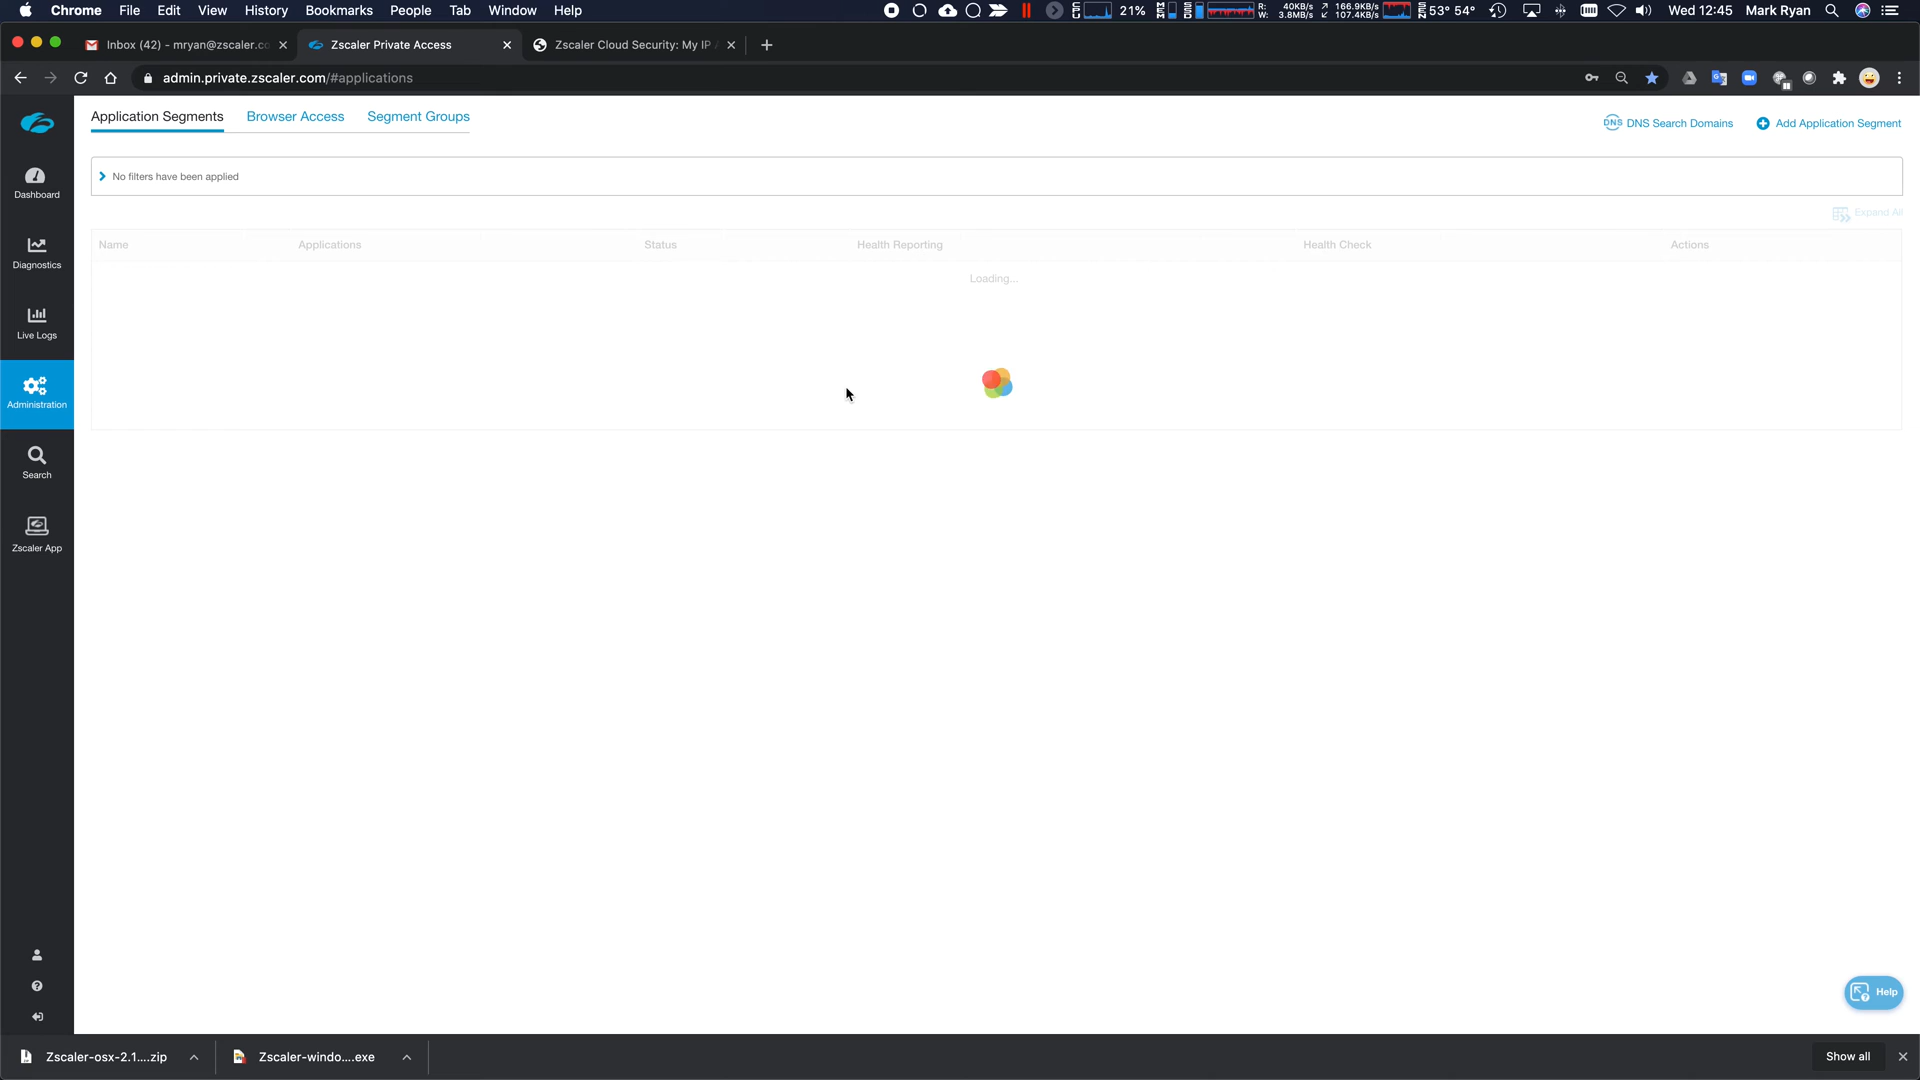 Chrome File Edit View History Bookmarks People Tab Window Help 21% R: 40KB/s W: 3.8MB/s 166.9KB/s 107.4KB/s 53° 54° Wed 12:45 Mark Ryan
Inbox (42) - mryan@zscaler.co Zscaler Private Access Zscaler Cloud Security: My IP
admin.private.zscaler.com/#applications
Application Segments Browser Access Segment Groups
DNS DNS Search Domains Add Application Segment
No filters have been applied
Expand All
Name Applications Status Health Reporting Health Check Actions
Loading...
Dashboard
Diagnostics
Live Logs
Administration
Search
Zscaler App
Help
Zscaler-osx-2.1....zip Zscaler-windo....exe Show all